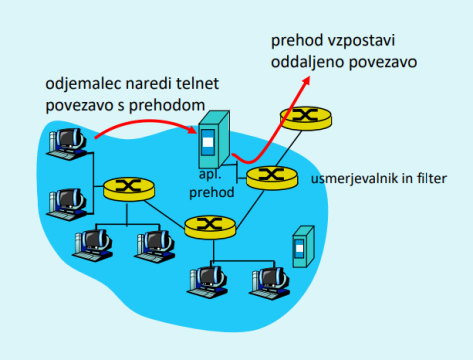 prehod vzpostavi
oddaljeno povezavo
odjemalec naredi telnet
povezavo s prehodom
apl.
prehod
usmerjevalnik in filter